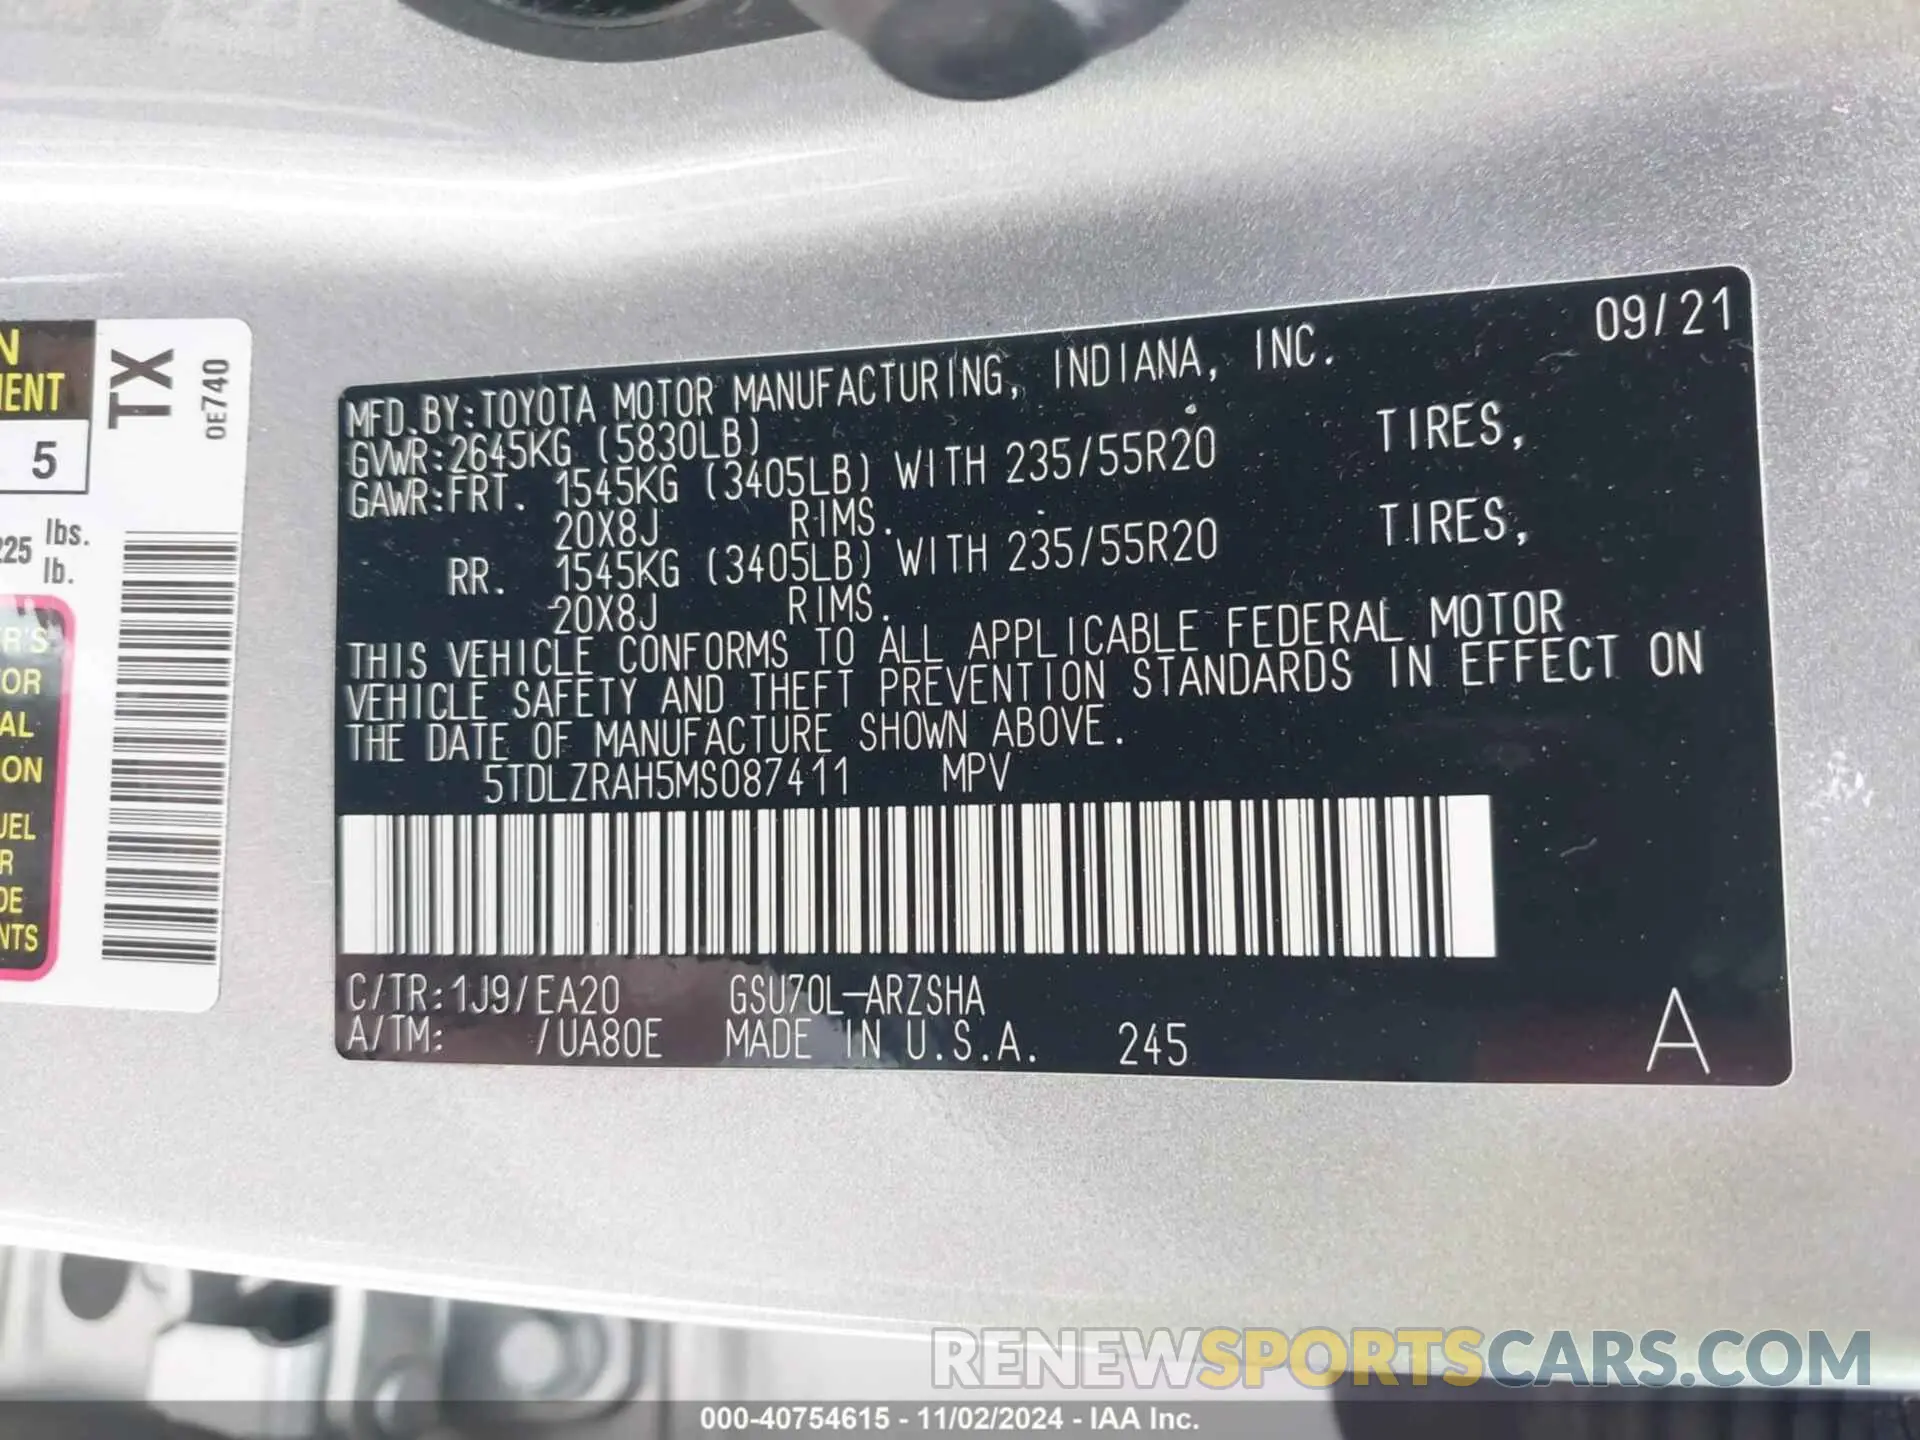 09/21
MFD.BY:TOYOTA MOTOR MANUFACTURING, INDIANA, INC.
GVWR:2645KG (5830LB)
GAWR:FRT. 1545KG (3405LB) WITH 235/55R20 TIRES,
20X8J RIMS.
RR. 1545KG (3405LB) WITH 235/55R20 TIRES,
20X8J RIMS.
THIS VEHICLE CONFORMS TO ALL APPLICABLE FEDERAL MOTOR
VEHICLE SAFETY AND THEFT PREVENTION STANDARDS IN EFFECT ON
THE DATE OF MANUFACTURE SHOWN ABOVE.
5TDLZRAH5MS087411 MPV
C/TR:1J9/EA20 GSU70L-ARZSHA
A/TM: /UA80E MADE IN U.S.A. 245
A
TX
0E740
5
225 lbs.
lb.
RENEWSPORTSCARS.COM
000-40754615 - 11/02/2024 - IAA Inc.